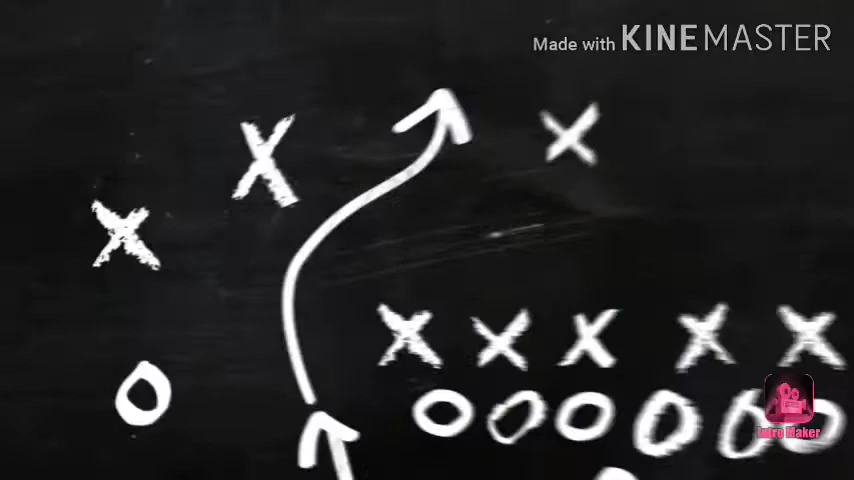 Made with KINEMASTER
X
X
X
X X X X X
O
O O O O O O
Intro Maker